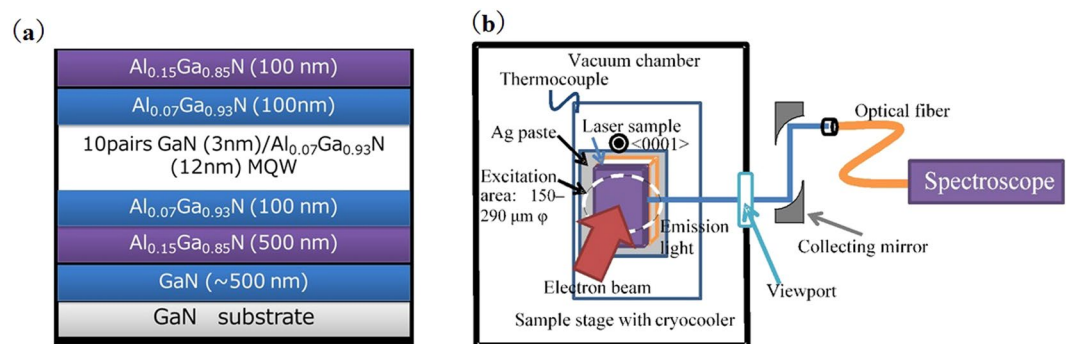 (a)
Al₀.₁₅Ga₀.₈₅N (100 nm)
Al₀.₀₇Ga₀.₉₃N (100nm)
10pairs GaN (3nm)/Al₀.₀₇Ga₀.₉₃N
(12nm) MQW
Al₀.₀₇Ga₀.₉₃N (100 nm)
Al₀.₁₅Ga₀.₈₅N (500 nm)
GaN (~500 nm)
GaN substrate
(b)
Vacuum chamber
Thermocouple
Ag paste
Laser sample
<0001>
Excitation
area: 150–
290 μm φ
Emission
light
Electron beam
Sample stage with cryocooler
Optical fiber
Spectroscope
Collecting mirror
Viewport